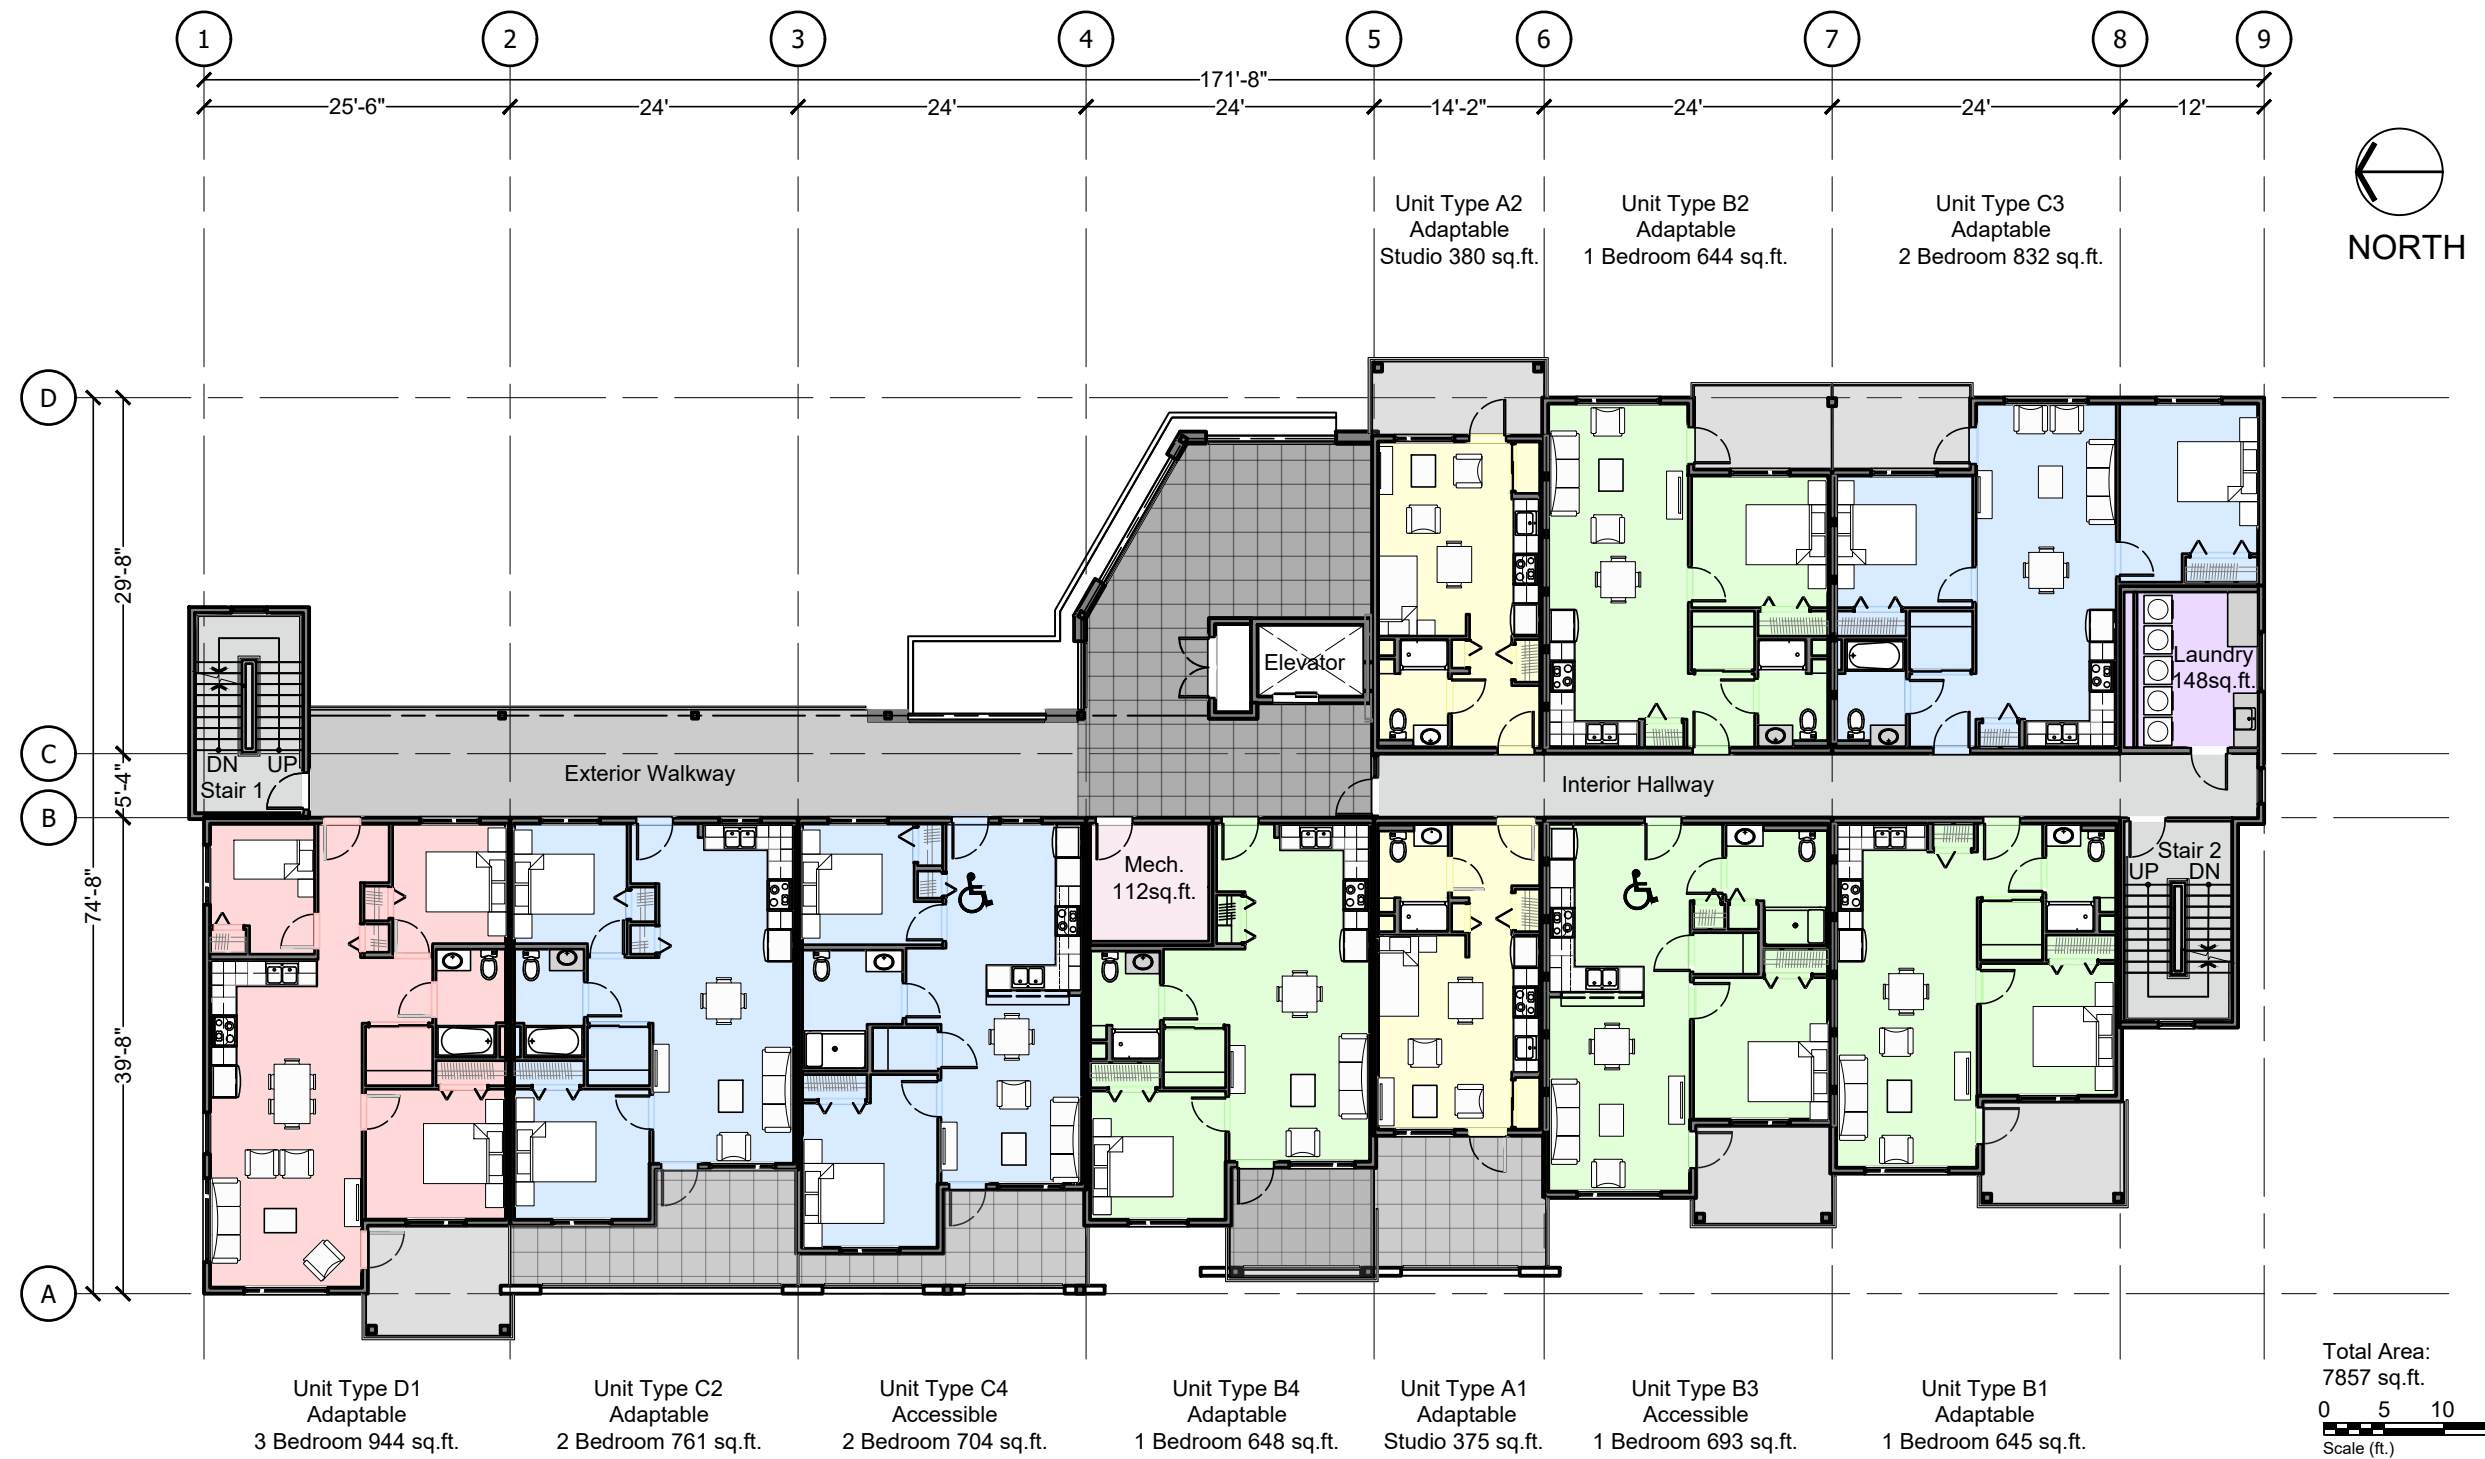 1 2 3 4 5 6 7 8 9
171'-8"
25'-6" 24' 24' 24' 14'-2" 24' 24' 12'
NORTH
Unit Type A2
Adaptable
Studio 380 sq.ft.
Unit Type B2
Adaptable
1 Bedroom 644 sq.ft.
Unit Type C3
Adaptable
2 Bedroom 832 sq.ft.
D
C
B
A
29'-8"
5'-4"
39'-8"
74'-8"
Elevator
Laundry
148sq.ft.
DN UP
Stair 1
Exterior Walkway
Interior Hallway
Mech.
112sq.ft.
Stair 2
UP DN
Unit Type D1
Adaptable
3 Bedroom 944 sq.ft.
Unit Type C2
Adaptable
2 Bedroom 761 sq.ft.
Unit Type C4
Accessible
2 Bedroom 704 sq.ft.
Unit Type B4
Adaptable
1 Bedroom 648 sq.ft.
Unit Type A1
Adaptable
Studio 375 sq.ft.
Unit Type B3
Accessible
1 Bedroom 693 sq.ft.
Unit Type B1
Adaptable
1 Bedroom 645 sq.ft.
Total Area:
7857 sq.ft.
0 5 10
Scale (ft.)